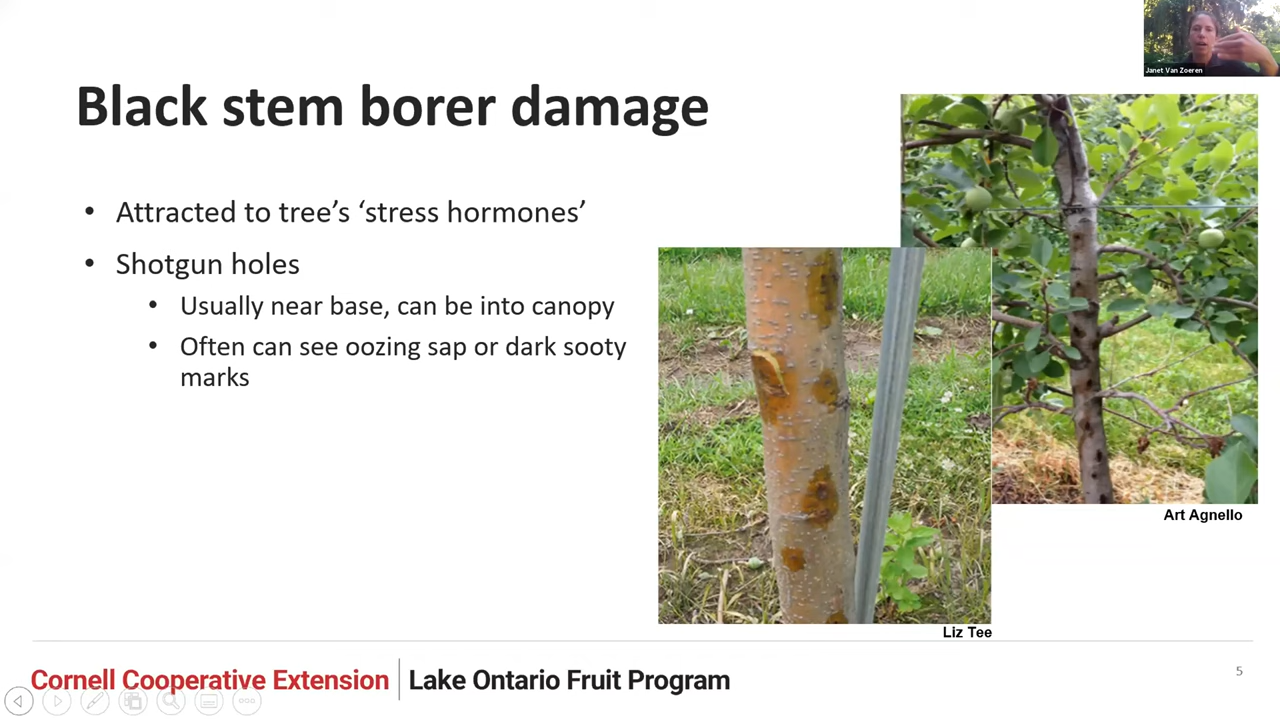 Janet Van Zoeren
Black stem borer damage
• Attracted to tree's 'stress hormones'
• Shotgun holes
• Usually near base, can be into canopy
• Often can see oozing sap or dark sooty
marks
Art Agnello
Liz Tee
Cornell Cooperative Extension | Lake Ontario Fruit Program
5